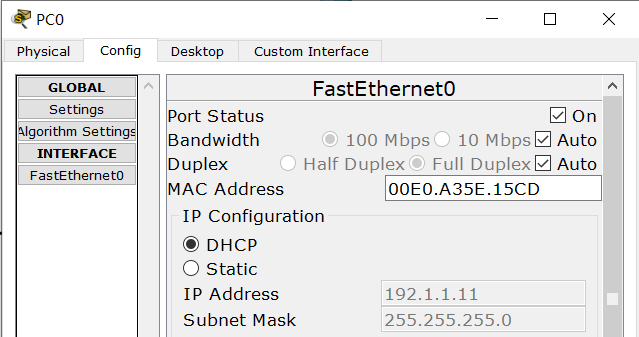 PC0
Physical Config Desktop Custom Interface
GLOBAL
Settings
Algorithm Settings
INTERFACE
FastEthernet0
FastEthernet0
Port Status On
Bandwidth 100 Mbps 10 Mbps Auto
Duplex Half Duplex Full Duplex Auto
MAC Address 00E0.A35E.15CD
IP Configuration
DHCP
Static
IP Address 192.1.1.11
Subnet Mask 255.255.255.0